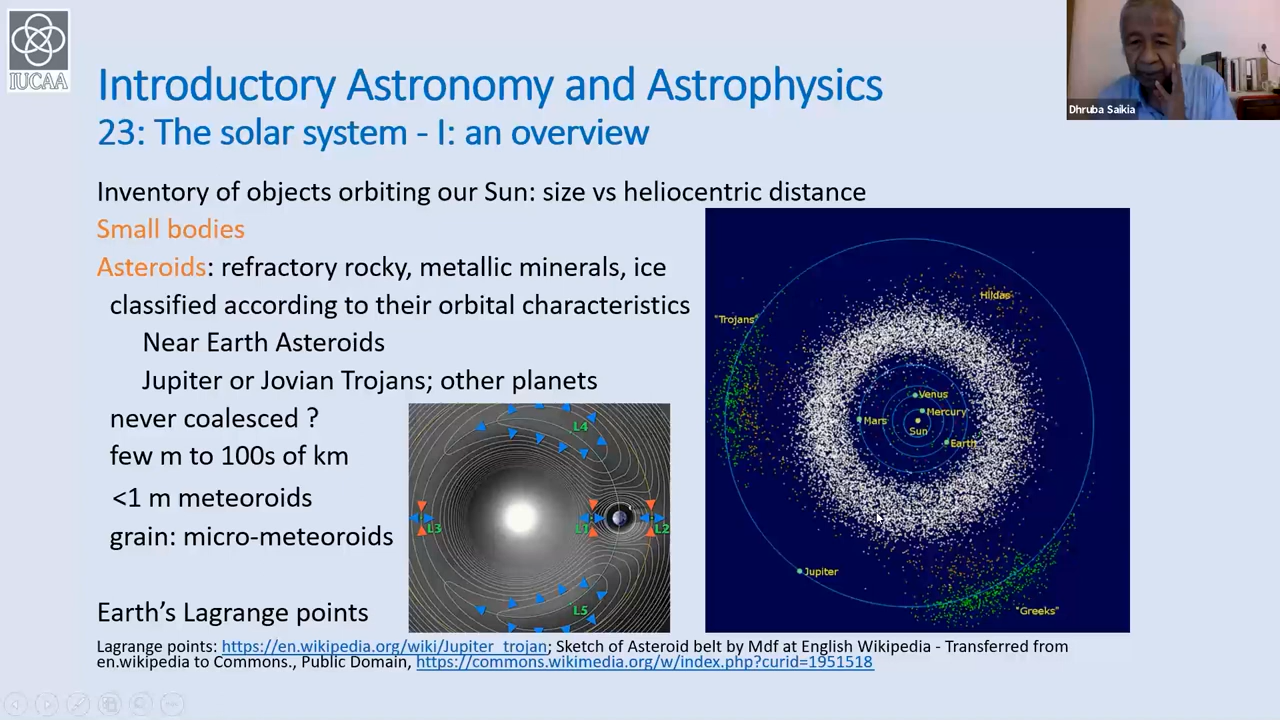 IUCAA
Dhruba Saikia
Introductory Astronomy and Astrophysics
23: The solar system - I: an overview
Inventory of objects orbiting our Sun: size vs heliocentric distance
Small bodies
Asteroids: refractory rocky, metallic minerals, ice
classified according to their orbital characteristics
Near Earth Asteroids
Jupiter or Jovian Trojans; other planets
never coalesced ?
few m to 100s of km
<1 m meteoroids
grain: micro-meteoroids
Earth's Lagrange points
L4
L3
L1
L2
L5
Hildas
"Trojans"
Venus
Mercury
Mars
Sun
Earth
Jupiter
"Greeks"
Lagrange points: https://en.wikipedia.org/wiki/Jupiter_trojan; Sketch of Asteroid belt by Mdf at English Wikipedia - Transferred from
en.wikipedia to Commons., Public Domain, https://commons.wikimedia.org/w/index.php?curid=1951518